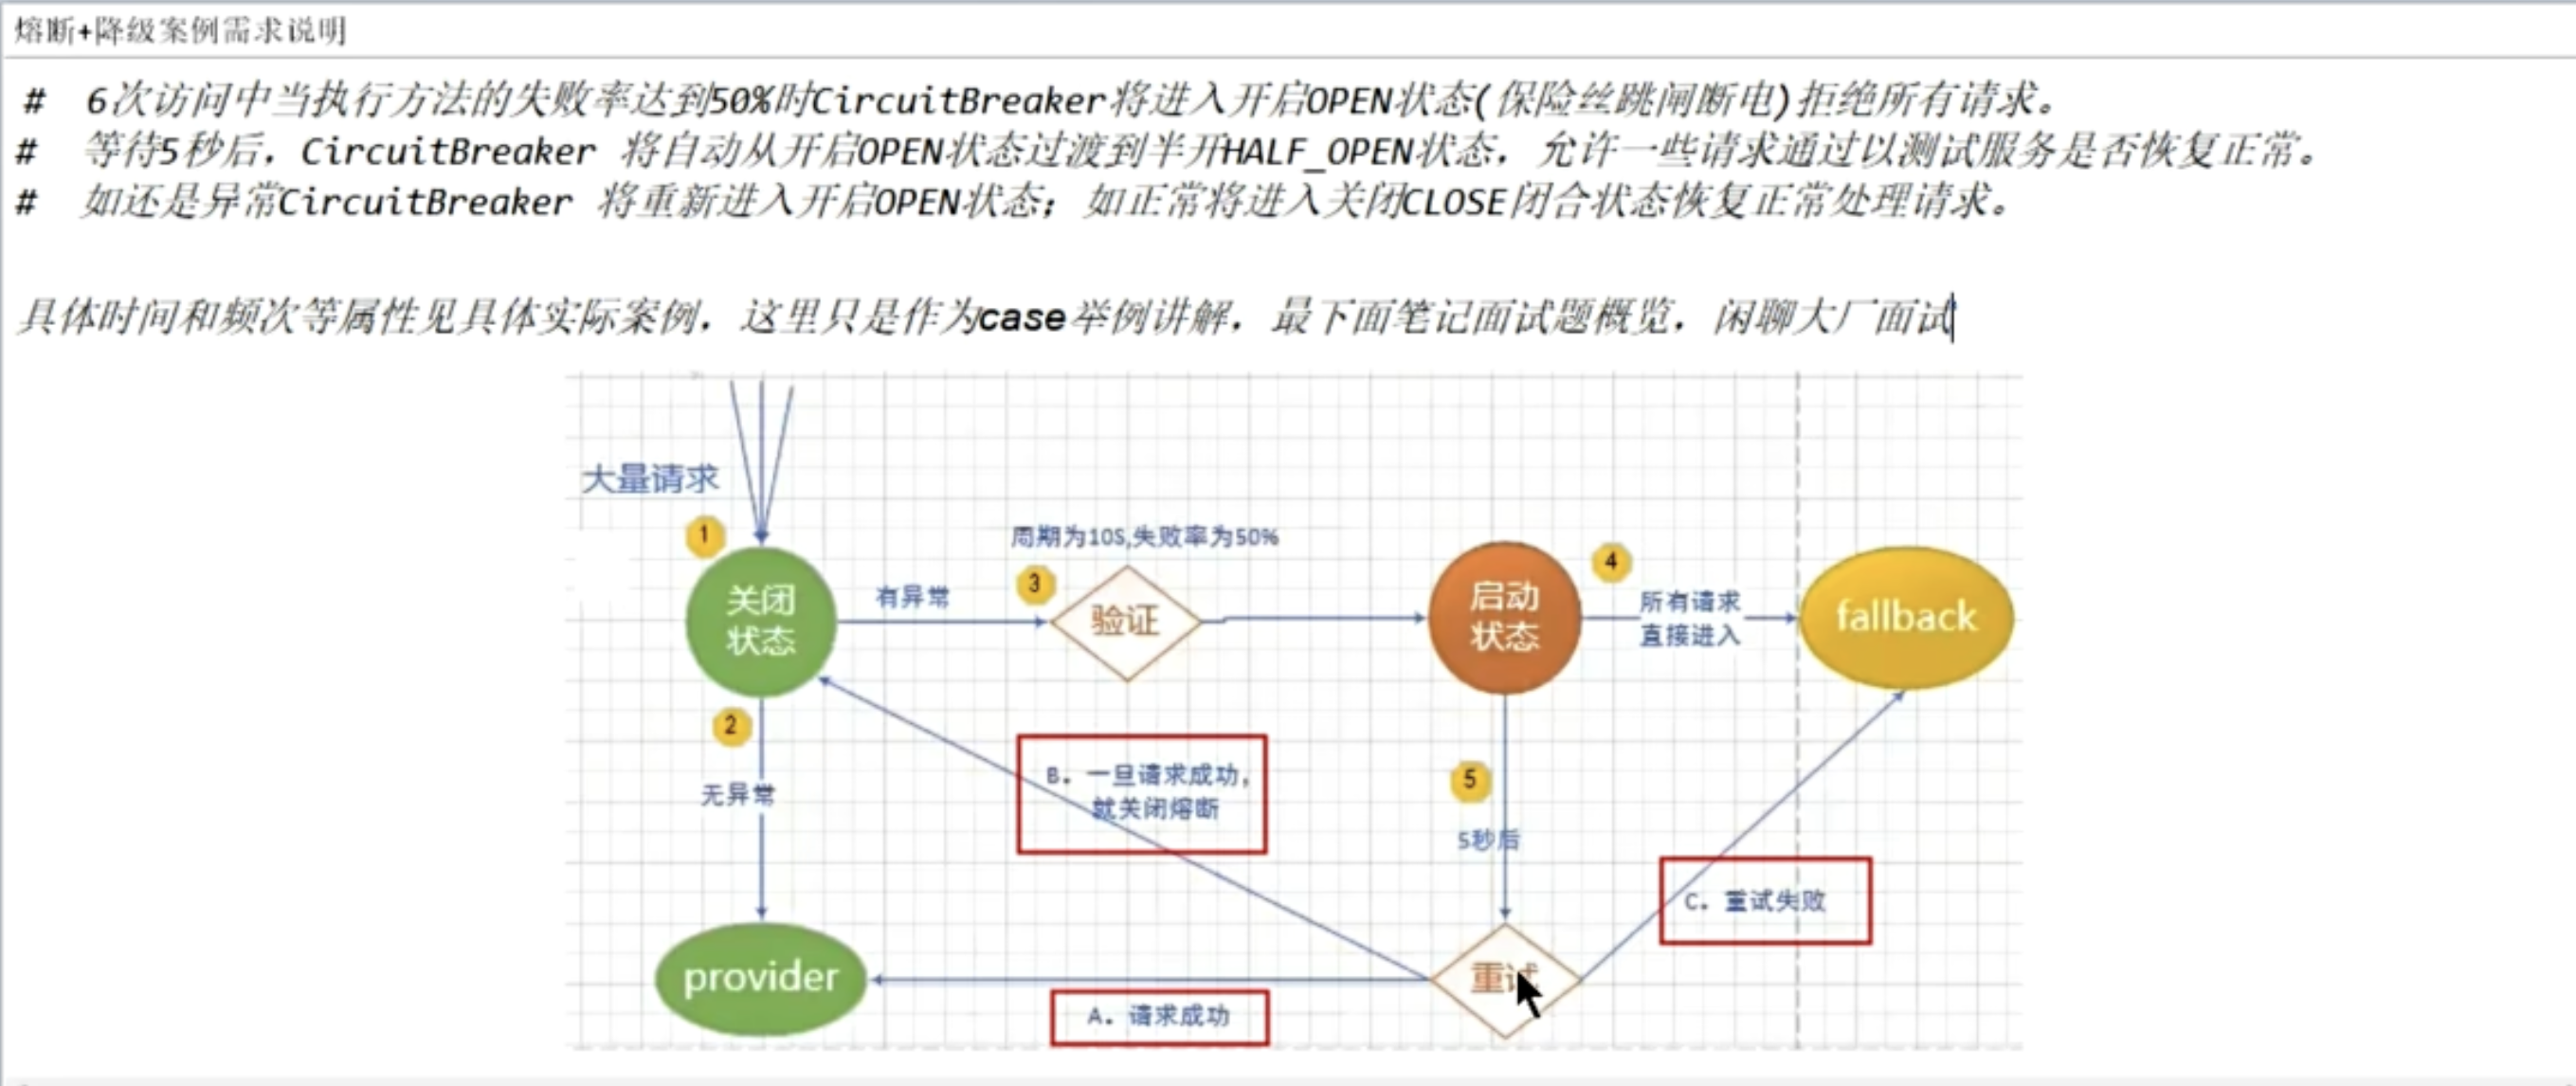 熔断+降级案例需求说明
#  6次访问中当执行方法的失败率达到50%时CircuitBreaker将进入开启OPEN状态(保险丝跳闸断电)拒绝所有请求。
#  等待5秒后，CircuitBreaker 将自动从开启OPEN状态过渡到半开HALF_OPEN状态，允许一些请求通过以测试服务是否恢复正常。
#  如还是异常CircuitBreaker 将重新进入开启OPEN状态；如正常将进入关闭CLOSE闭合状态恢复正常处理请求。
具体时间和频次等属性见具体实际案例，这里只是作为case举例讲解，最下面笔记面试题概览，闲聊大厂面试
大量请求
1
周期为10S,失败率为50%
关闭
状态
有异常
3
验证
启动
状态
4
所有请求
直接进入
fallback
2
无异常
B. 一旦请求成功，
就关闭熔断
5
5秒后
C. 重试失败
provider
重试
A. 请求成功